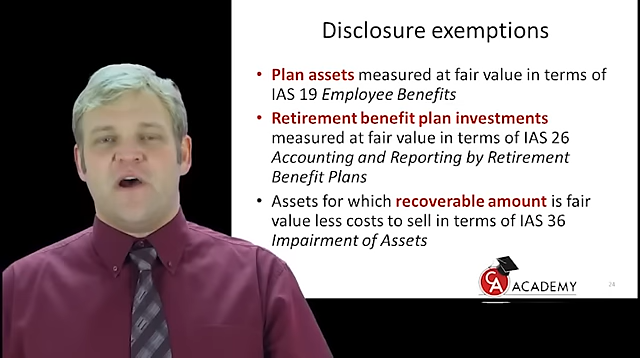 Disclosure exemptions
• Plan assets measured at fair value in terms of
IAS 19 Employee Benefits
• Retirement benefit plan investments
measured at fair value in terms of IAS 26
Accounting and Reporting by Retirement
Benefit Plans
• Assets for which recoverable amount is fair
value less costs to sell in terms of IAS 36
Impairment of Assets
CA ACADEMY
24